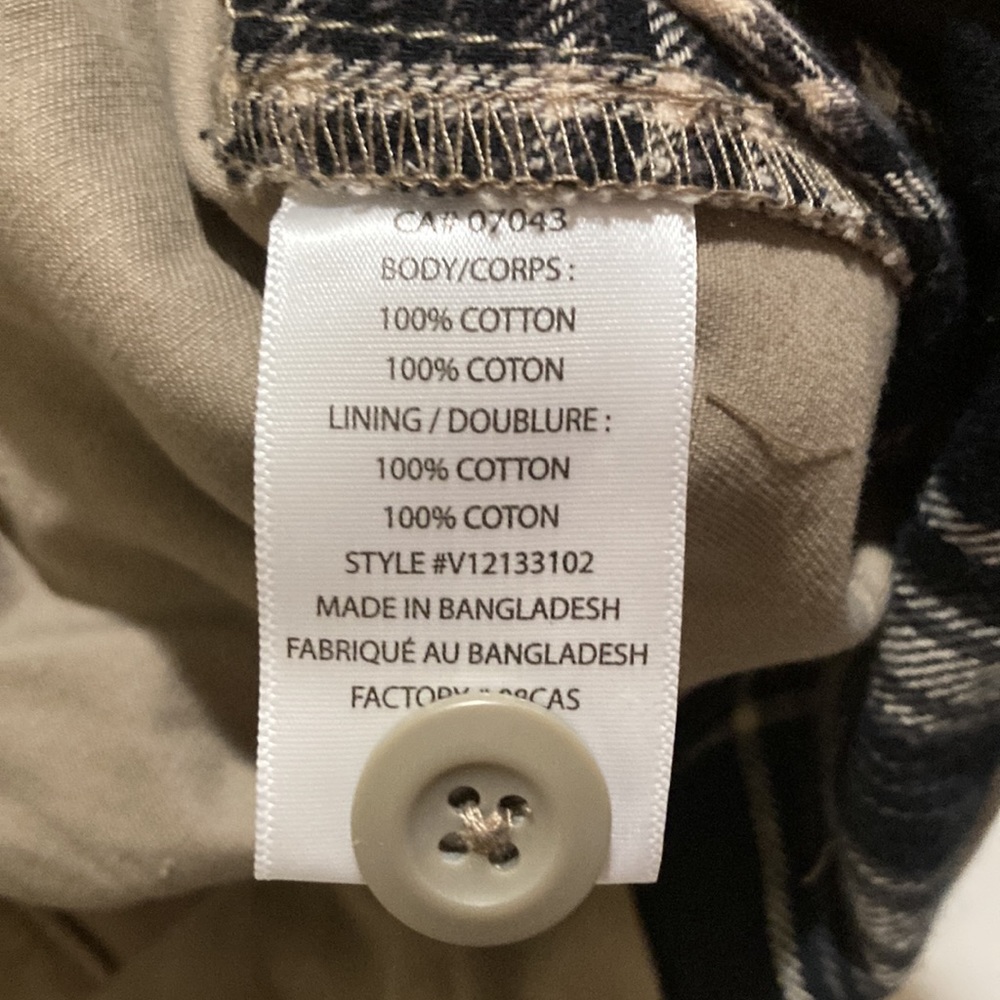 CA# 07043
BODY/CORPS :
100% COTTON
100% COTON
LINING / DOUBLURE :
100% COTTON
100% COTON
STYLE #V12133102
MADE IN BANGLADESH
FABRIQUÉ AU BANGLADESH
FACTORY #